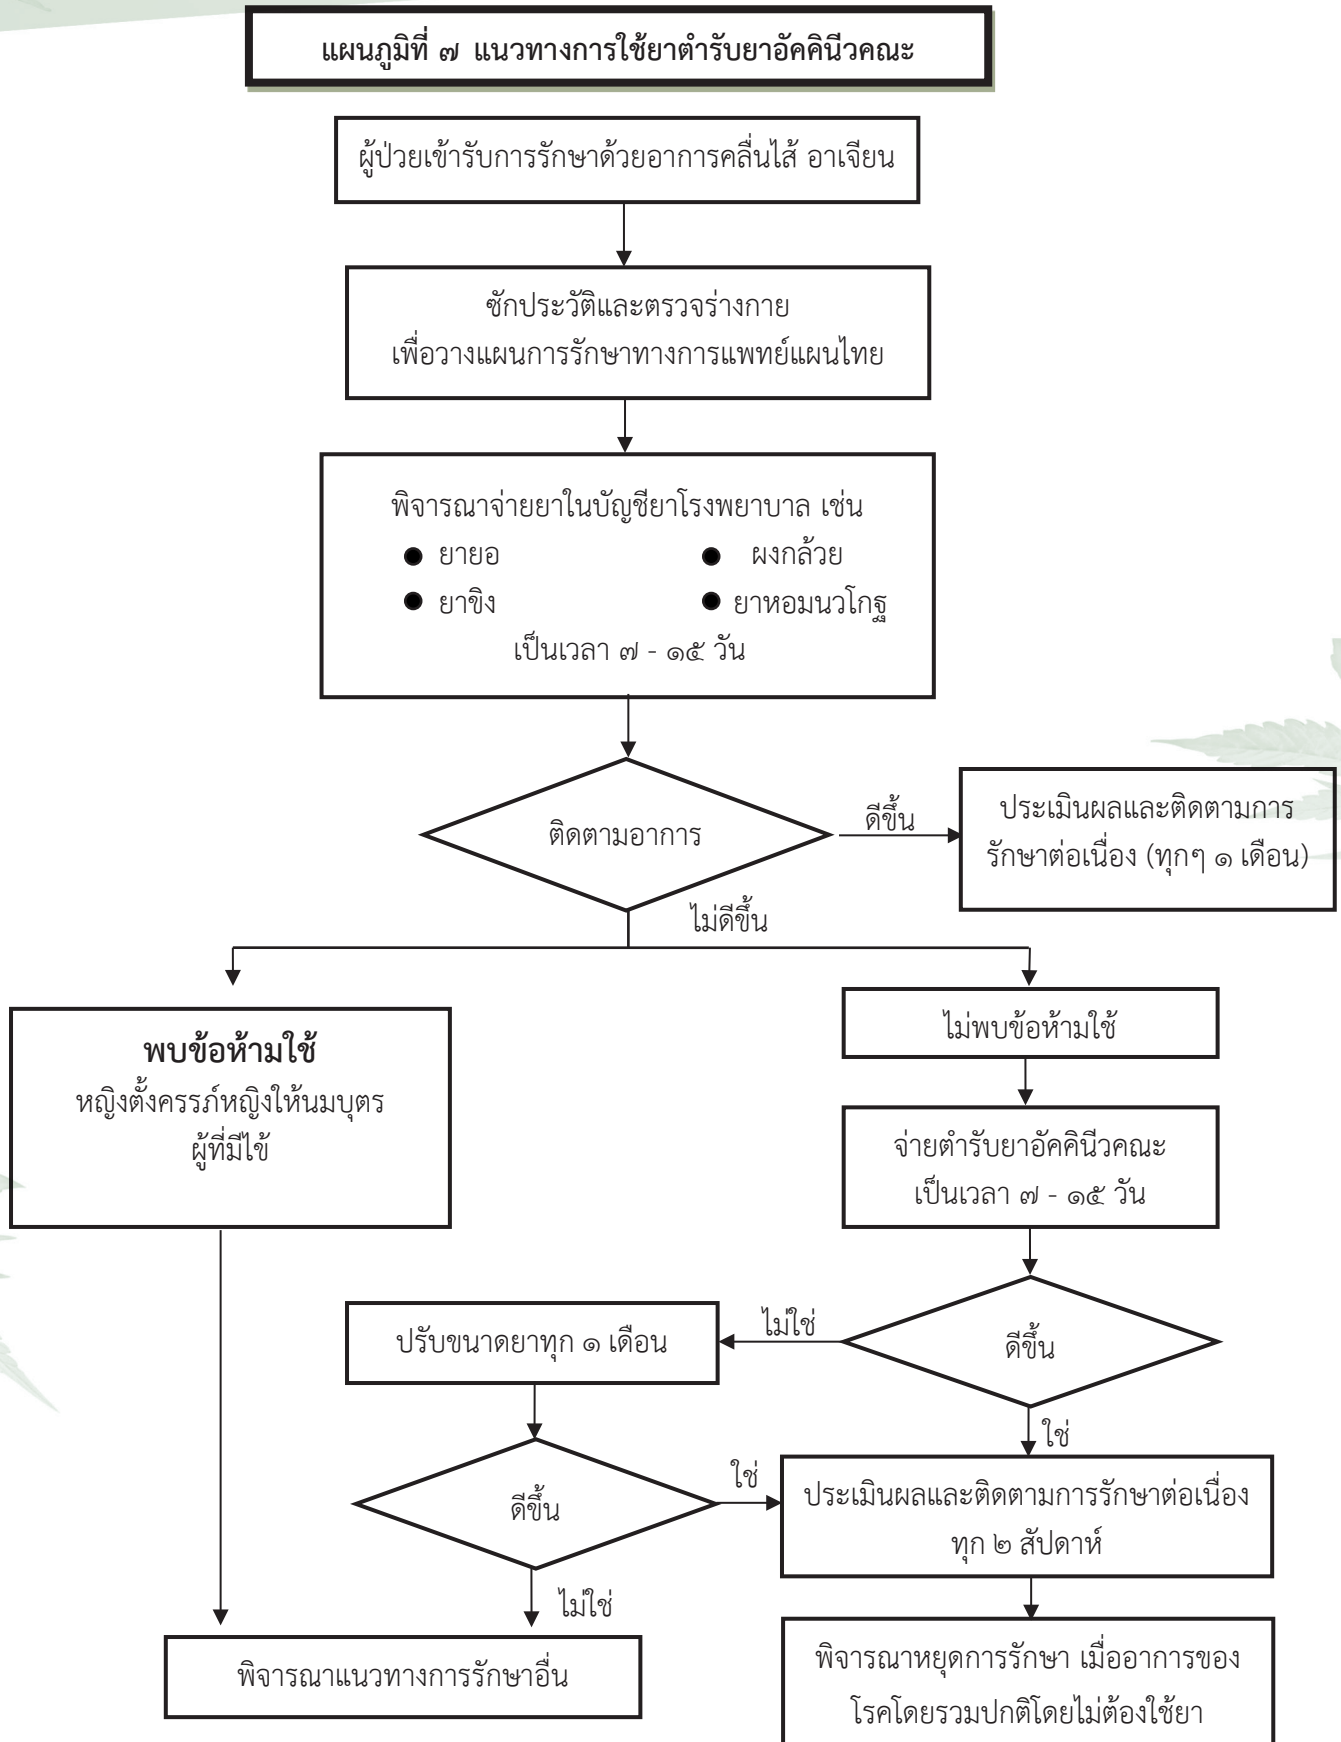 แผนภูมิที่ ๗ แนวทางการใช้ยาตำรับยาอัคคินีวคณะ
ผู้ป่วยเข้ารับการรักษาด้วยอาการคลื่นไส้ อาเจียน
ซักประวัติและตรวจร่างกาย
เพื่อวางแผนการรักษาทางการแพทย์แผนไทย
พิจารณาจ่ายยาในบัญชียาโรงพยาบาล เช่น
● ยายอ ● ผงกล้วย
● ยาขิง ● ยาหอมนวโกฐ
เป็นเวลา ๗ - ๑๕ วัน
ติดตามอาการ
ดีขึ้น
ประเมินผลและติดตามการ
รักษาต่อเนื่อง (ทุกๆ ๑ เดือน)
ไม่ดีขึ้น
พบข้อห้ามใช้
หญิงตั้งครรภ์หญิงให้นมบุตร
ผู้ที่มีไข้
ไม่พบข้อห้ามใช้
จ่ายตำรับยาอัคคินีวคณะ
เป็นเวลา ๗ - ๑๕ วัน
ดีขึ้น
ไม่ใช่
ปรับขนาดยาทุก ๑ เดือน
ใช่
ดีขึ้น
ใช่
ประเมินผลและติดตามการรักษาต่อเนื่อง
ทุก ๒ สัปดาห์
ไม่ใช่
พิจารณาแนวทางการรักษาอื่น
พิจารณาหยุดการรักษา เมื่ออาการของ
โรคโดยรวมปกติโดยไม่ต้องใช้ยา